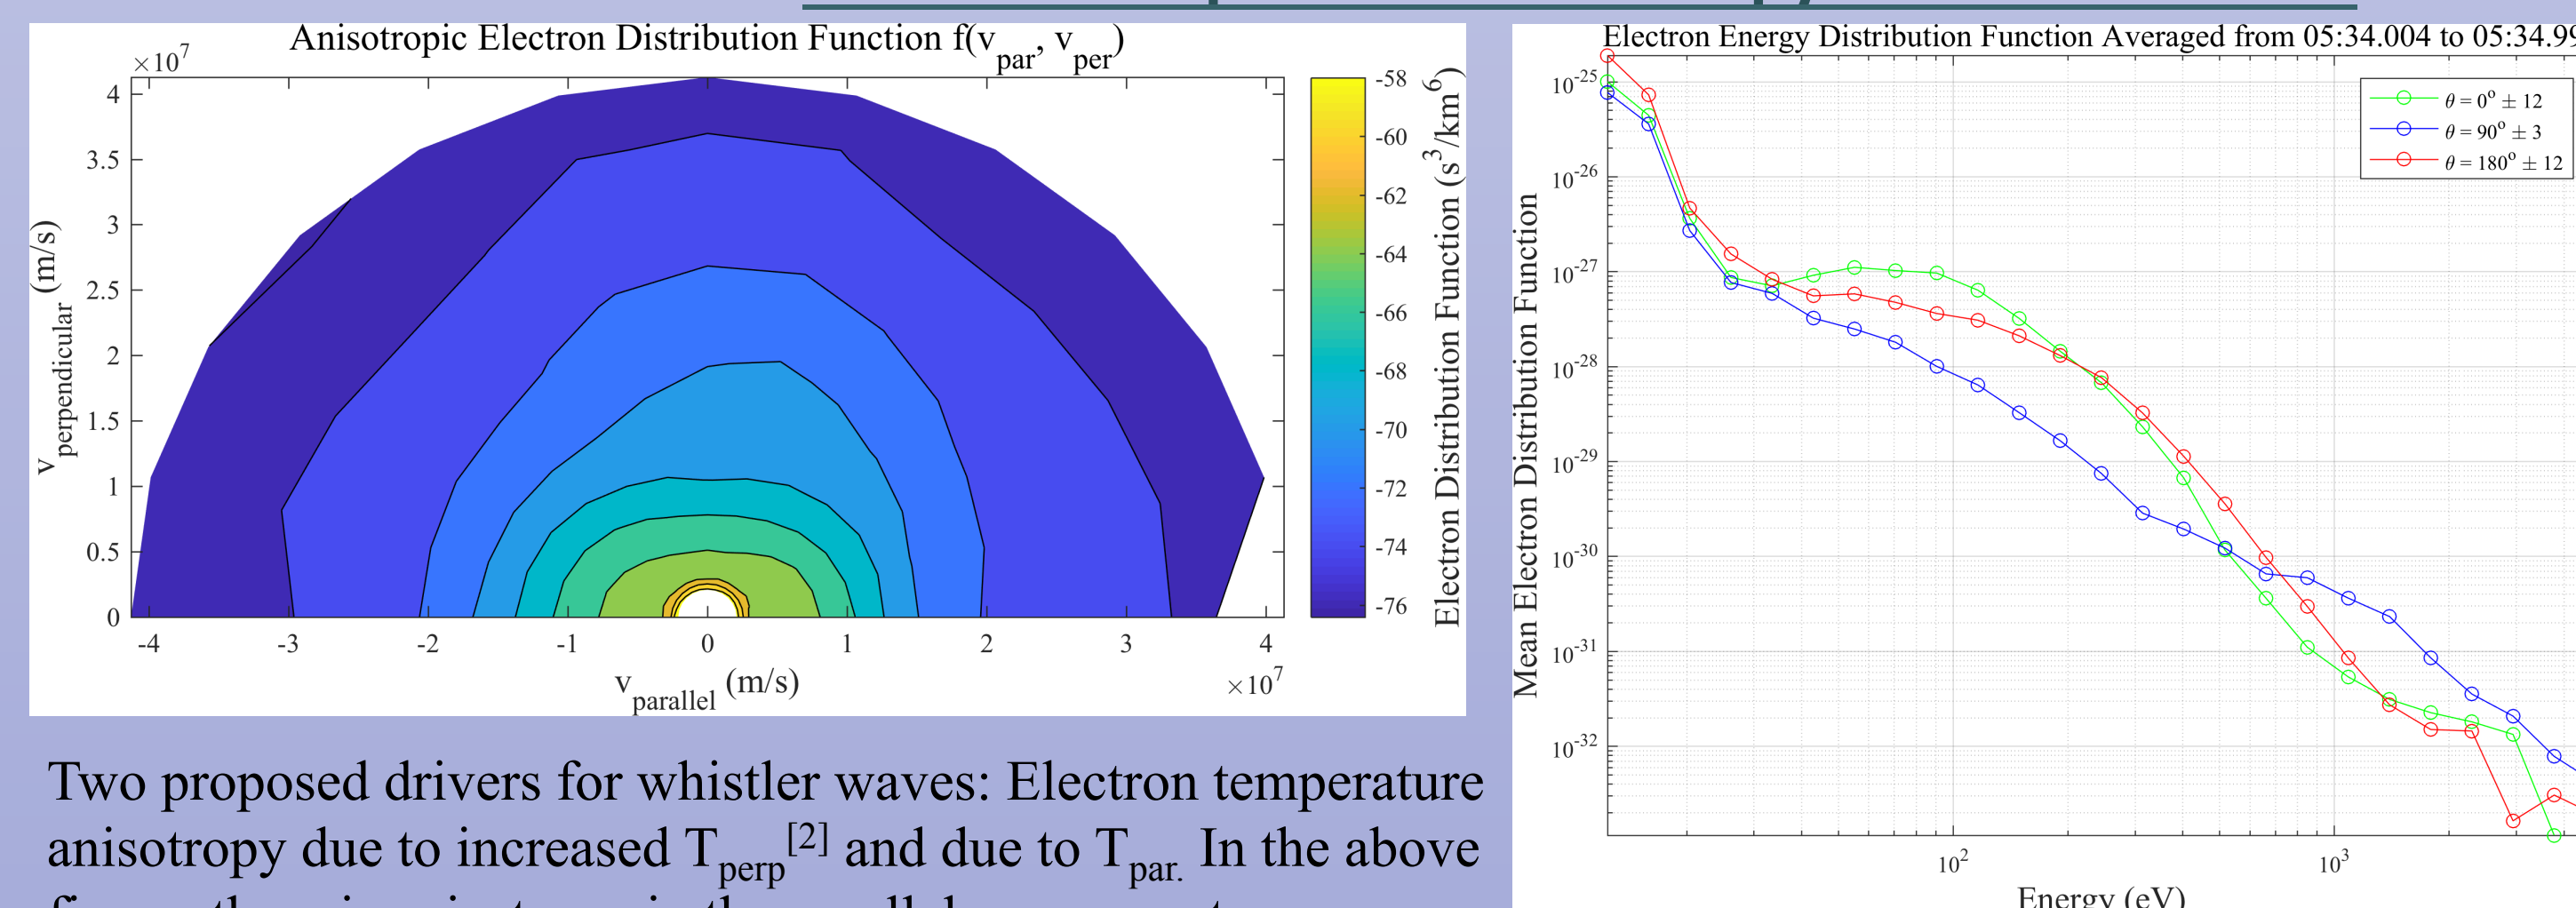 Anisotropic Electron Distribution Function f(v_par, v_per)
×10^7
4
3.5
3
2.5
2
1.5
1
0.5
0
v_perpendicular (m/s)
-4 -3 -2 -1 0 1 2 3 4
v_parallel (m/s)
×10^7
-58
-60
-62
-64
-66
-68
-70
-72
-74
-76
Electron Distribution Function (s^3/km^6)
Electron Energy Distribution Function Averaged from 05:34.004 to 05:34.99
10^-25
10^-26
10^-27
10^-28
10^-29
10^-30
10^-31
10^-32
Mean Electron Distribution Function
θ = 0° ± 12
θ = 90° ± 3
θ = 180° ± 12
10^2 10^3
Energy (eV)
Two proposed drivers for whistler waves: Electron temperature
anisotropy due to increased T_perp^[2] and due to T_par. In the above